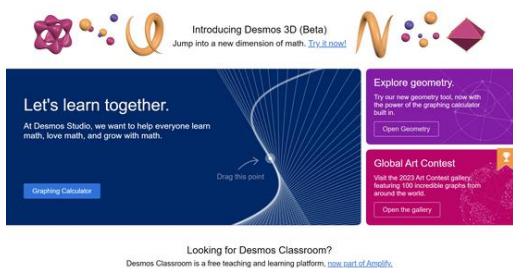 Introducing Desmos 3D (Beta)
Jump into a new dimension of math. Try it now!
Let's learn together.
At Desmos Studio, we want to help everyone learn
math, love math, and grow with math.
Drag this point
Graphing Calculator
Explore geometry.
Try our new geometry tool, now with
the power of the graphing calculator
built in.
Open Geometry
Global Art Contest
Visit the 2023 Art Contest gallery,
featuring 100 incredible graphs from
around the world.
Open the gallery
Looking for Desmos Classroom?
Desmos Classroom is a free teaching and learning platform, now part of Amplify.